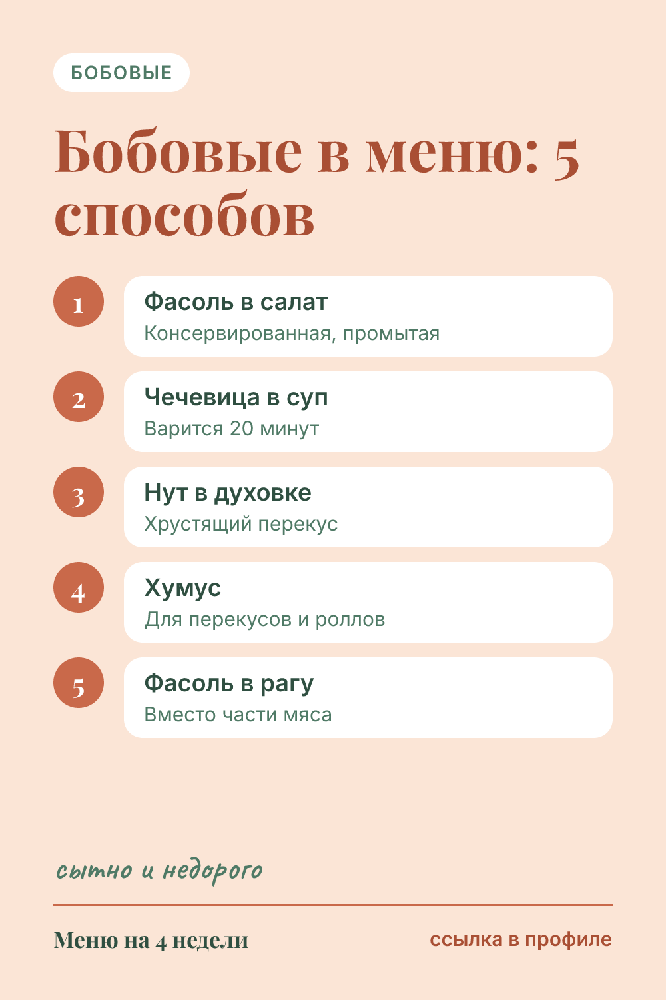 БОБОВЫЕ
Бобовые в меню: 5
способов
1
Фасоль в салат
Консервированная, промытая
2
Чечевица в суп
Варится 20 минут
3
Нут в духовке
Хрустящий перекус
4
Хумус
Для перекусов и роллов
5
Фасоль в рагу
Вместо части мяса
сытно и недорого
Меню на 4 недели
ссылка в профиле